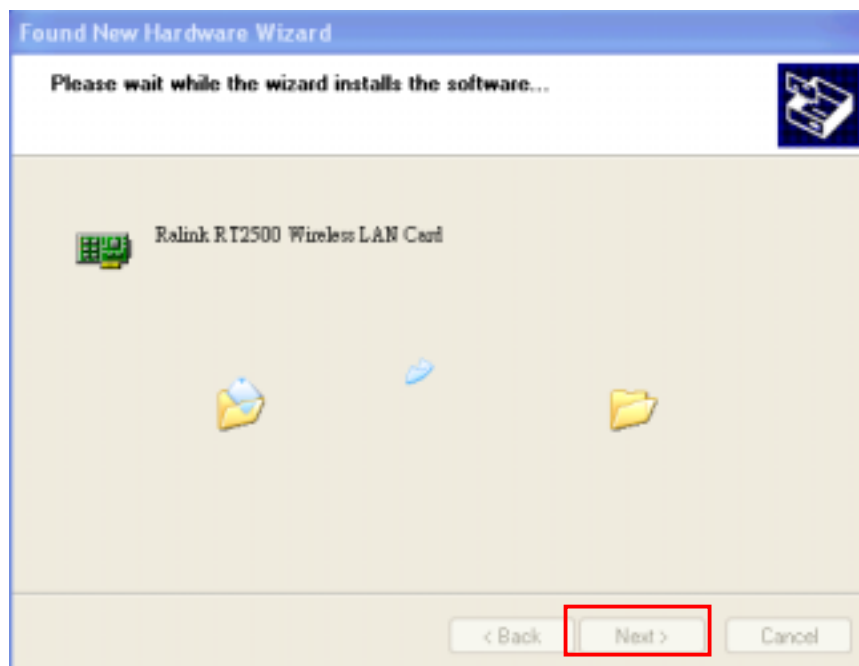 Found New Hardware Wizard
Please wait while the wizard installs the software...
Ralink RT2500 Wireless LAN Card
< Back
Next >
Cancel